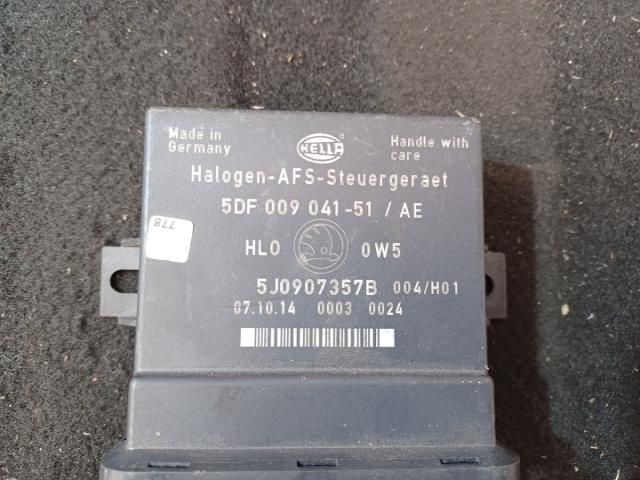 Made in
Germany
HELLA ®
Handle with
care
Halogen-AFS-Steuergeraet
5DF 009 041-51 / AE
778
HL0 0W5
5J0907357B 004/H01
07.10.14 0003 0024